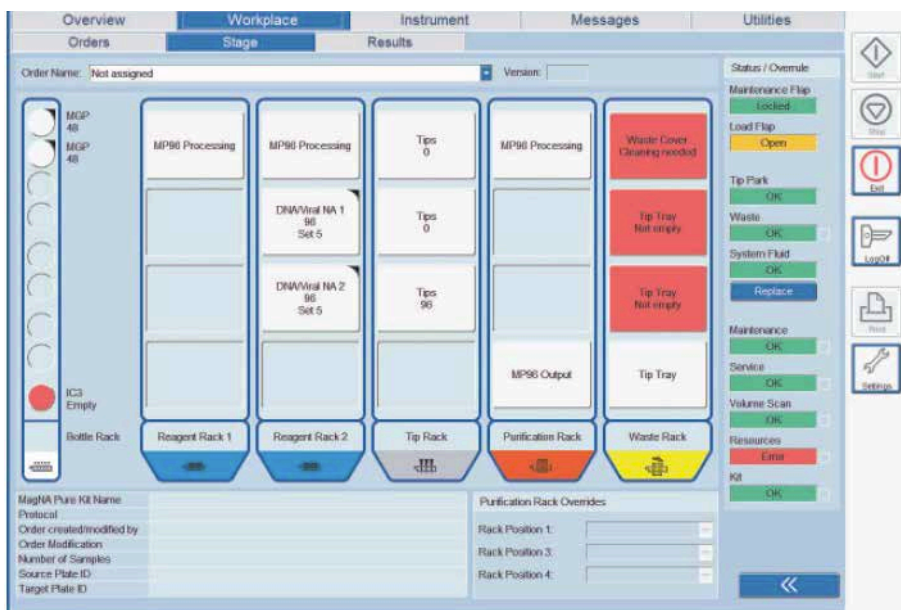 Overview
Workplace
Instrument
Messages
Utilities
Orders
Stage
Results
Order Name:
Not assigned
Version:
Status / Overrule
MGP
48
MGP
48
IC3
Empty
Bottle Rack
MP96 Processing
Reagent Rack 1
MP96 Processing
DNA/Viral NA 1
96
Set 5
DNA/Viral NA 2
96
Set 5
Reagent Rack 2
Tips
0
Tips
0
Tips
96
Tip Rack
MP96 Processing
MP96 Output
Purification Rack
Waste Cover
Cleaning needed
Tip Tray
Not empty
Tip Tray
Not empty
Tip Tray
Waste Rack
Maintenance Flap
Locked
Load Flap
Open
Tip Park
OK
Waste
OK
System Fluid
OK
Replace
Maintenance
OK
Service
OK
Volume Scan
OK
Resources
Error
Kit
OK
Start
Stop
Exit
LogOff
Print
Settings
MagNA Pure Kit Name
Protocol
Order created/modified by
Order Modification
Number of Samples
Source Plate ID
Target Plate ID
Purification Rack Overrides
Rack Position 1:
Rack Position 3:
Rack Position 4: